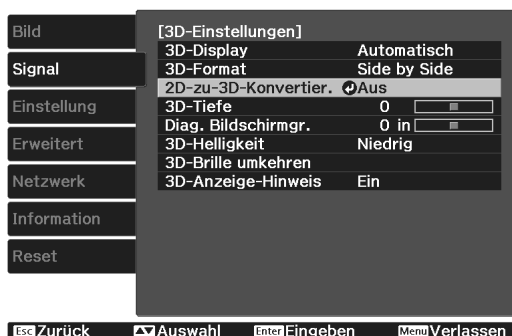 Bild
Signal
Einstellung
Erweitert
Netzwerk
Information
Reset
[3D-Einstellungen]
3D-Display Automatisch
3D-Format Side by Side
2D-zu-3D-Konvertier. Aus
3D-Tiefe 0
Diag. Bildschirmgr. 0 in
3D-Helligkeit Niedrig
3D-Brille umkehren
3D-Anzeige-Hinweis Ein
Esc Zurück Auswahl Enter Eingeben Menu Verlassen